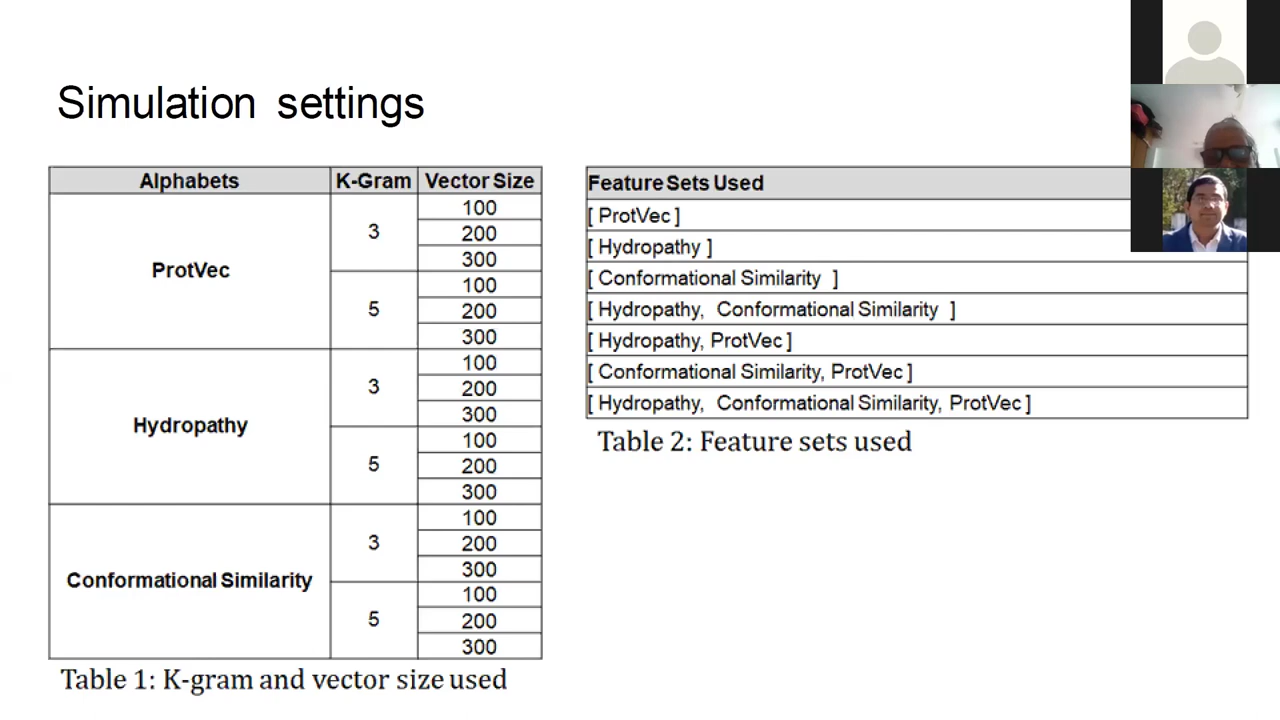 Simulation settings
Alphabets K-Gram Vector Size
ProtVec 3 100
200
300
5 100
200
300
Hydropathy 3 100
200
300
5 100
200
300
Conformational Similarity 3 100
200
300
5 100
200
300
Table 1: K-gram and vector size used
Feature Sets Used
[ ProtVec ]
[ Hydropathy ]
[ Conformational Similarity ]
[ Hydropathy, Conformational Similarity ]
[ Hydropathy, ProtVec ]
[ Conformational Similarity, ProtVec ]
[ Hydropathy, Conformational Similarity, ProtVec ]
Table 2: Feature sets used